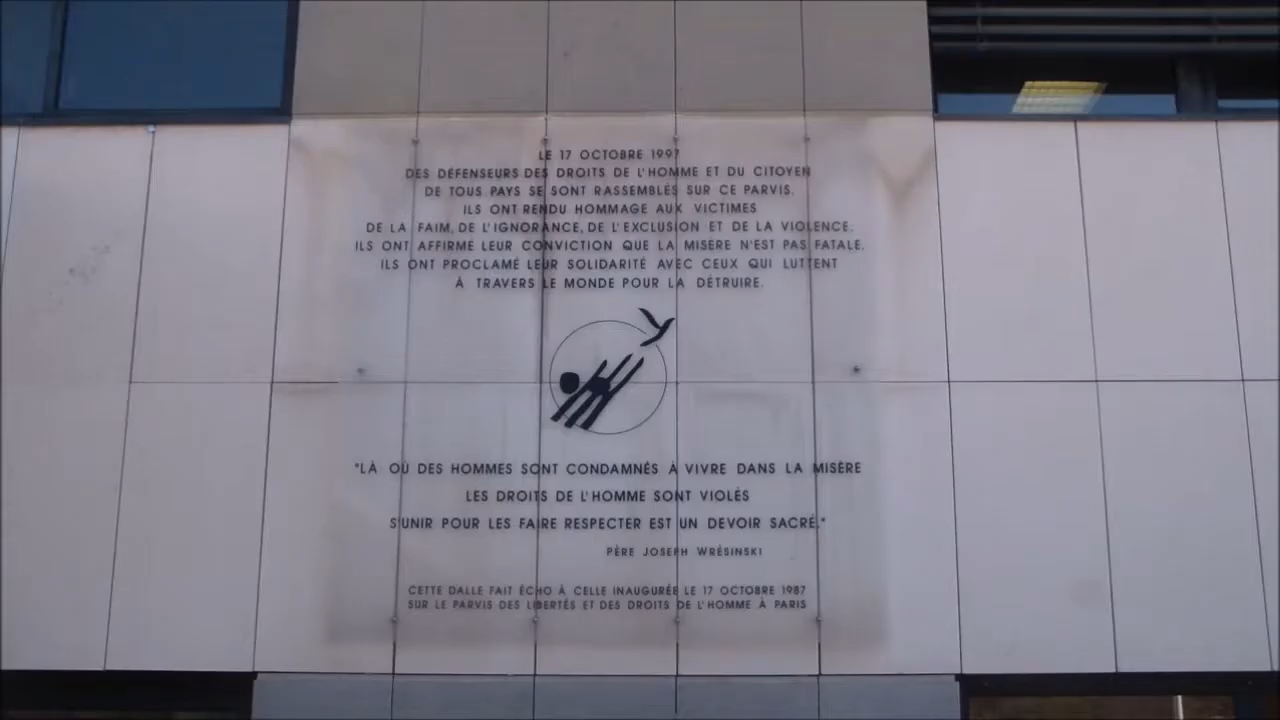 LE 17 OCTOBRE 1997
DES DÉFENSEURS DES DROITS DE L'HOMME ET DU CITOYEN
DE TOUS PAYS SE SONT RASSEMBLÉS SUR CE PARVIS.
ILS ONT RENDU HOMMAGE AUX VICTIMES
DE LA FAIM, DE L'IGNORANCE, DE L'EXCLUSION ET DE LA VIOLENCE.
ILS ONT AFFIRMÉ LEUR CONVICTION QUE LA MISÈRE N'EST PAS FATALE.
ILS ONT PROCLAMÉ LEUR SOLIDARITÉ AVEC CEUX QUI LUTTENT
À TRAVERS LE MONDE POUR LA DÉTRUIRE.
"LÀ OÙ DES HOMMES SONT CONDAMNÉS À VIVRE DANS LA MISÈRE
LES DROITS DE L'HOMME SONT VIOLÉS
S'UNIR POUR LES FAIRE RESPECTER EST UN DEVOIR SACRÉ."
PÈRE JOSEPH WRÉSINSKI
CETTE DALLE FAIT ÉCHO À CELLE INAUGURÉE LE 17 OCTOBRE 1987
SUR LE PARVIS DES LIBERTÉS ET DES DROITS DE L'HOMME À PARIS